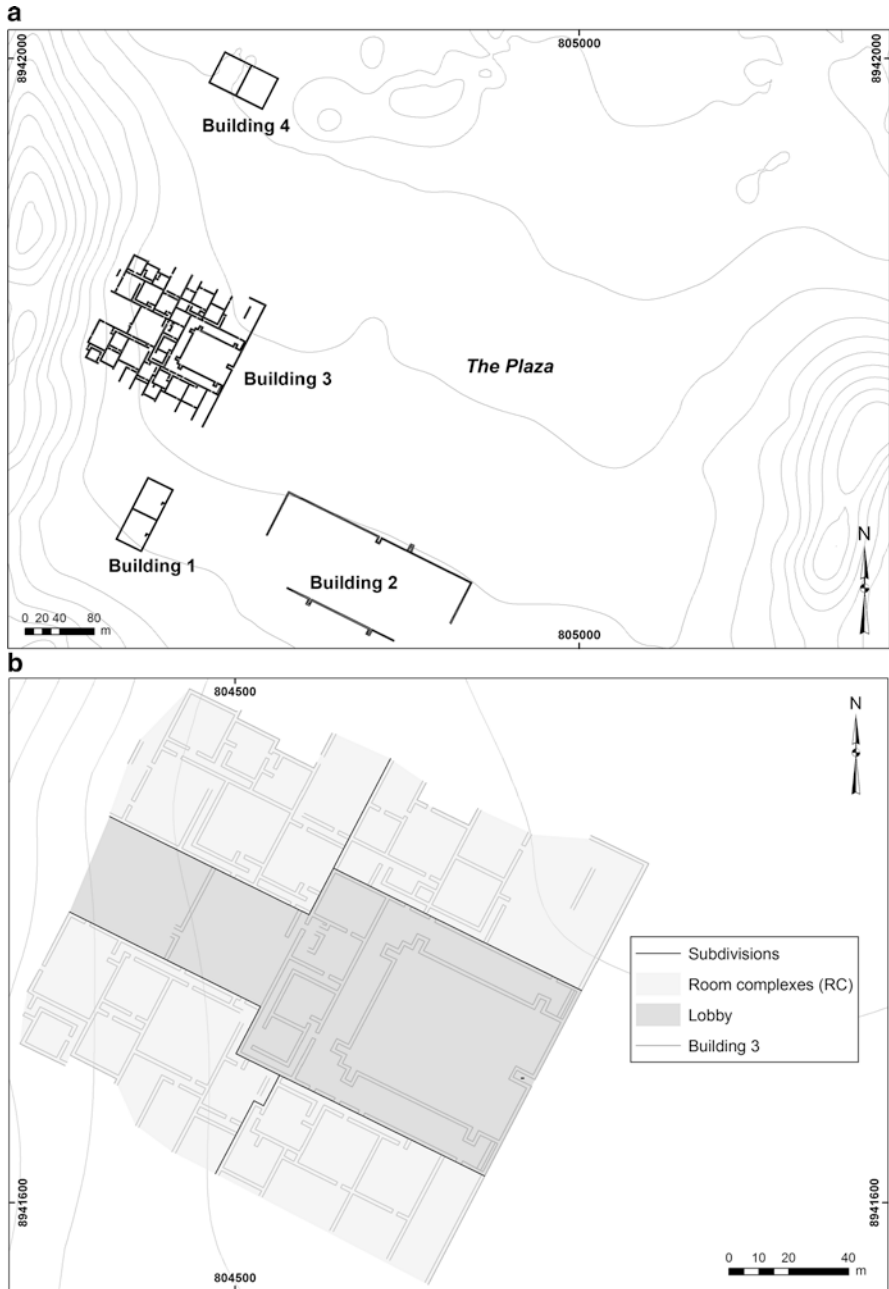 a
805000
8942000
8942000
Building 4
Building 3
The Plaza
Building 1
Building 2
N
0 20 40 80
m
805000
b
804500
N
Subdivisions
Room complexes (RC)
Lobby
Building 3
8941600
8941600
0 10 20 40
m
804500